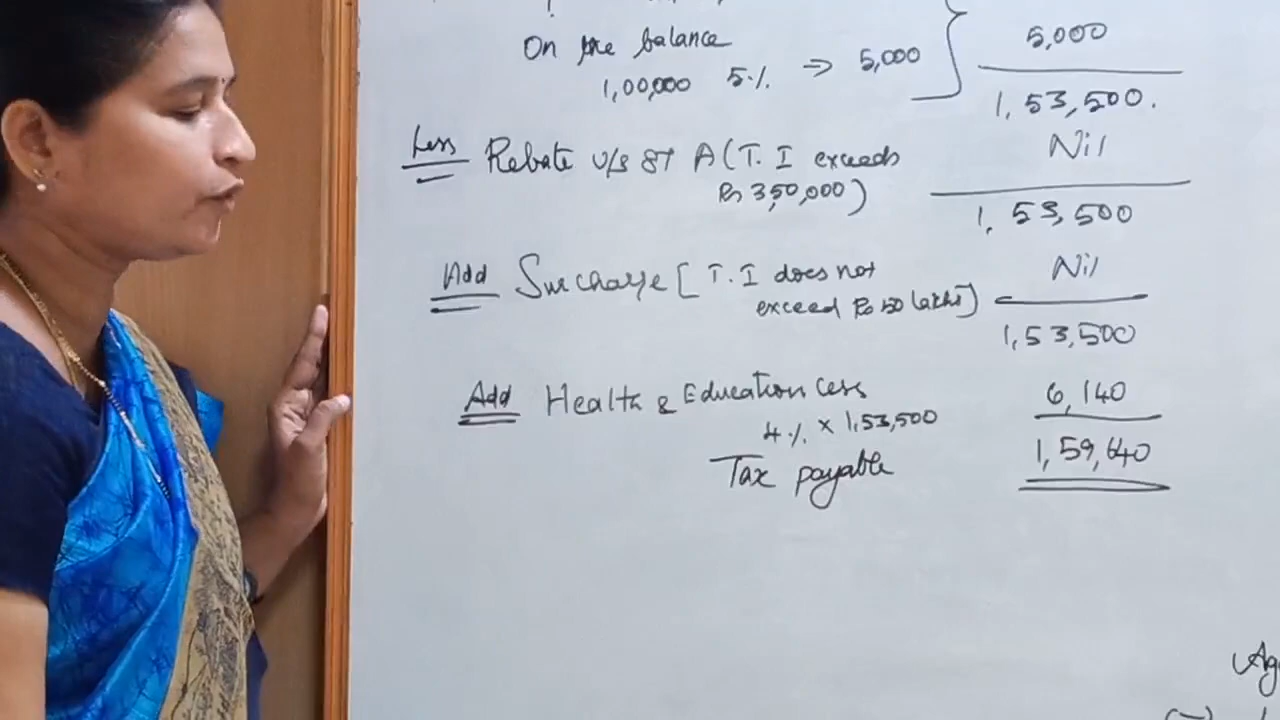 On the balance
1,00,000 5% ⇒ 5,000 } 5,000
1,53,500.
Less Rebate u/s 87 A (T. I exceeds Nil
Rs 3,50,000)
1,53,500
Add Surcharge [T. I does not Nil
exceed Rs 50 lakhs]
1,53,500
Add Health & Education Cess 6,140
4% × 1,53,500
Tax payable 1,59,640